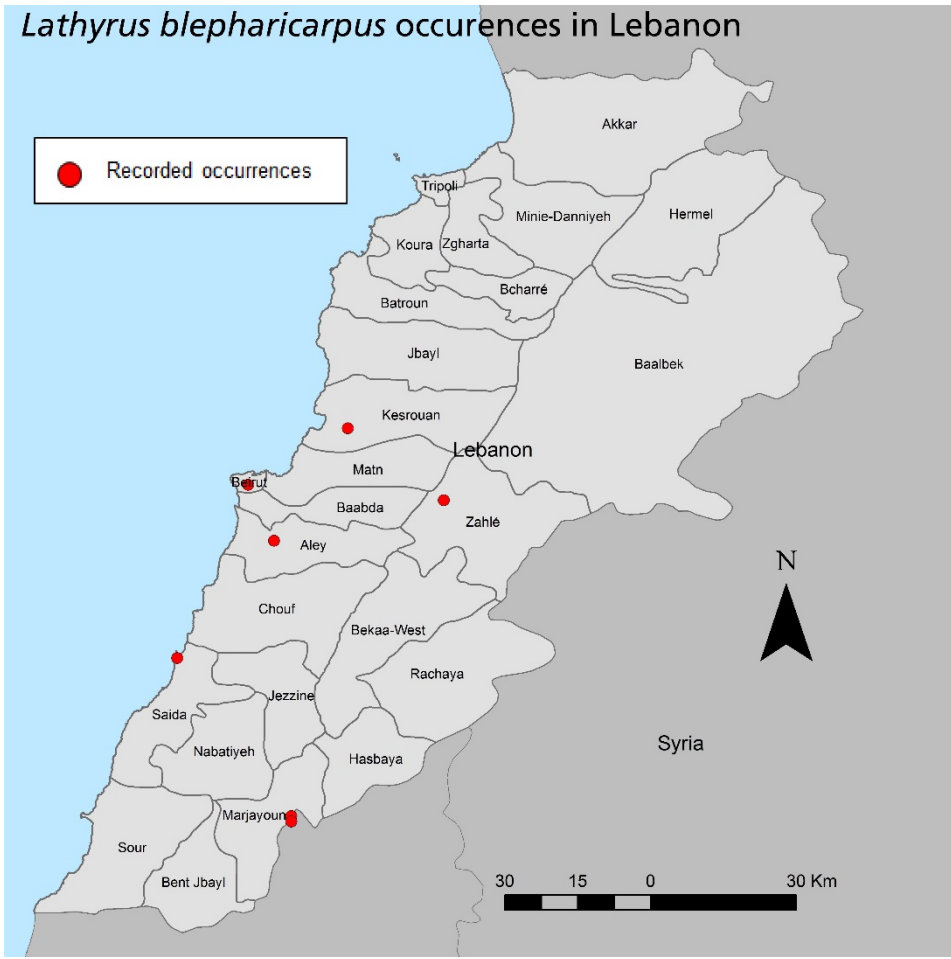 Lathyrus blepharicarpus occurences in Lebanon
Recorded occurrences
Akkar
Tripoli
Minie-Danniyeh
Hermel
Koura
Zgharta
Bcharré
Batroun
Jbayl
Baalbek
Kesrouan
Lebanon
Matn
Beirut
Baabda
Zahlé
Aley
N
Chouf
Bekaa-West
Rachaya
Jezzine
Saida
Syria
Nabatiyeh
Hasbaya
Marjayoun
Sour
Bent Jbayl
30 15 0 30 Km